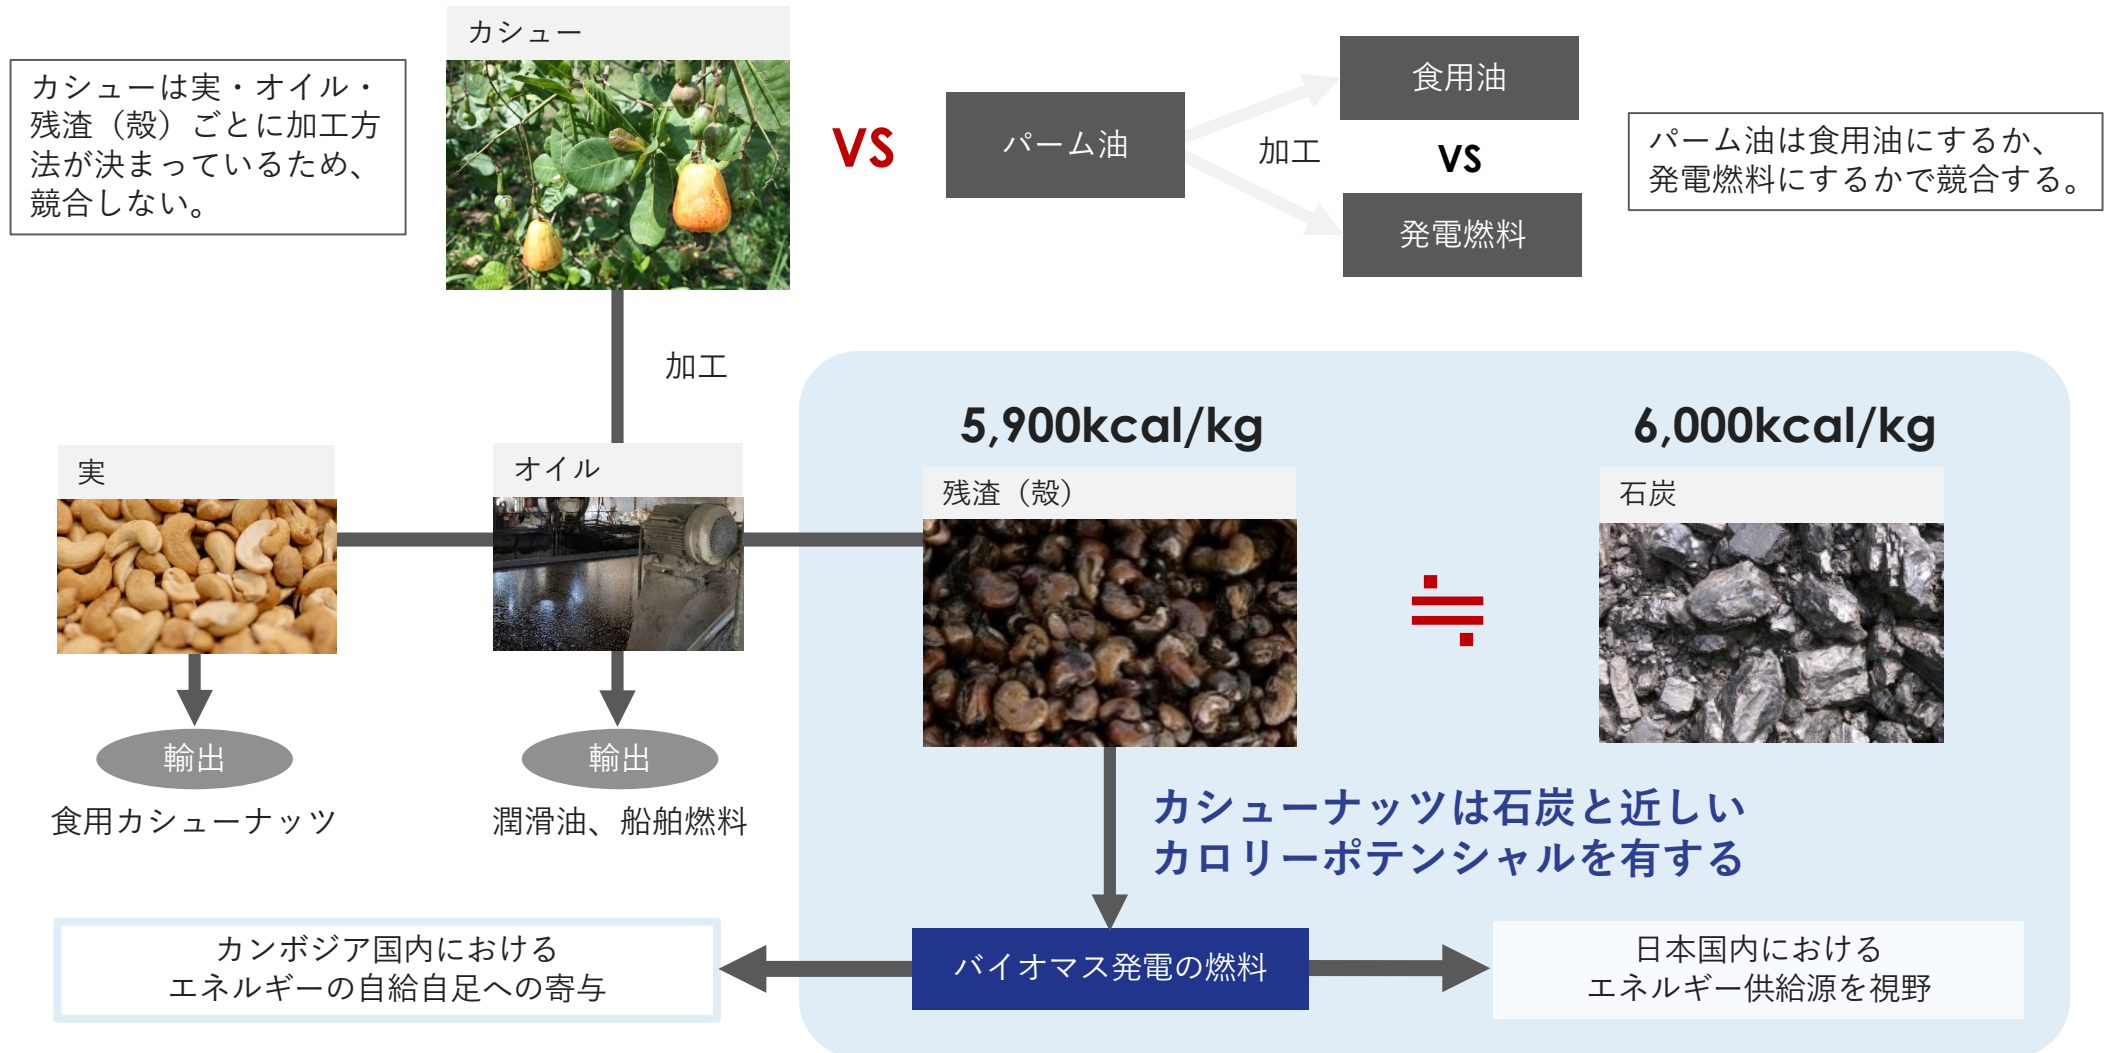 カシュー
カシューは実・オイル・
残渣（殻）ごとに加工方
法が決まっているため、
競合しない。
VS
パーム油
加工
食用油
VS
発電燃料
パーム油は食用油にするか、
発電燃料にするかで競合する。
加工
実
オイル
5,900kcal/kg
残渣（殻）
≒
6,000kcal/kg
石炭
輸出
食用カシューナッツ
輸出
潤滑油、船舶燃料
カシューナッツは石炭と近しい
カロリーポテンシャルを有する
カンボジア国内における
エネルギーの自給自足への寄与
バイオマス発電の燃料
日本国内における
エネルギー供給源を視野